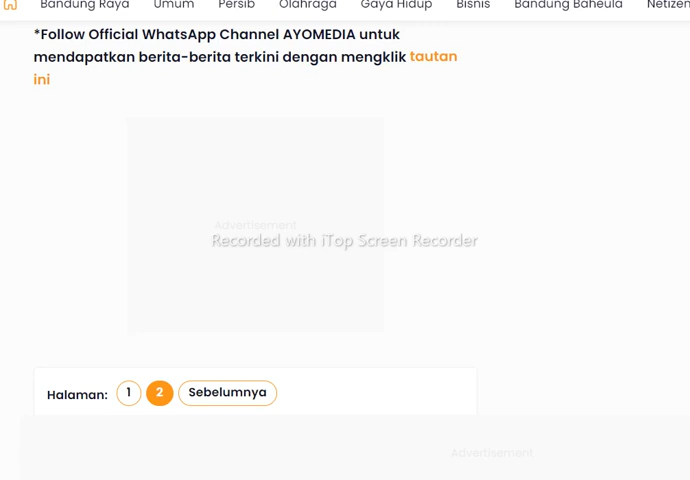 Bandung Raya Umum Persib Olahraga Gaya Hidup Bisnis Bandung Baheula Netizen
*Follow Official WhatsApp Channel AYOMEDIA untuk
mendapatkan berita-berita terkini dengan mengklik tautan
ini
Advertisement
Recorded with iTop Screen Recorder
Halaman: 1 2 Sebelumnya
Advertisement